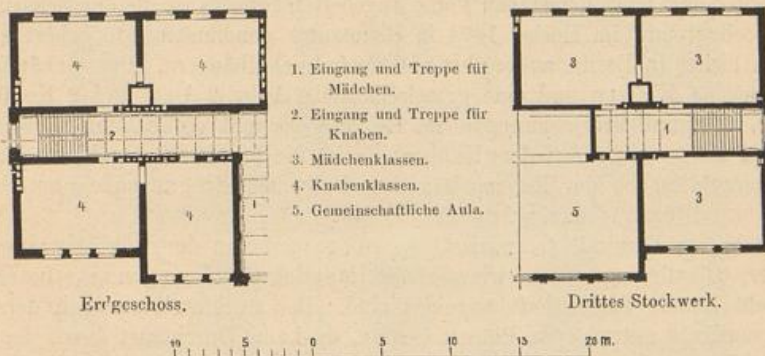 4
4
2
4
4
1
Erdgeschoss.
1. Eingang und Treppe für
Mädchen.
2. Eingang und Treppe für
Knaben.
3. Mädchenklassen.
4. Knabenklassen.
5. Gemeinschaftliche Aula.
3
3
1
5
3
Drittes Stockwerk.
10 5 0 5 10 15 20 m.